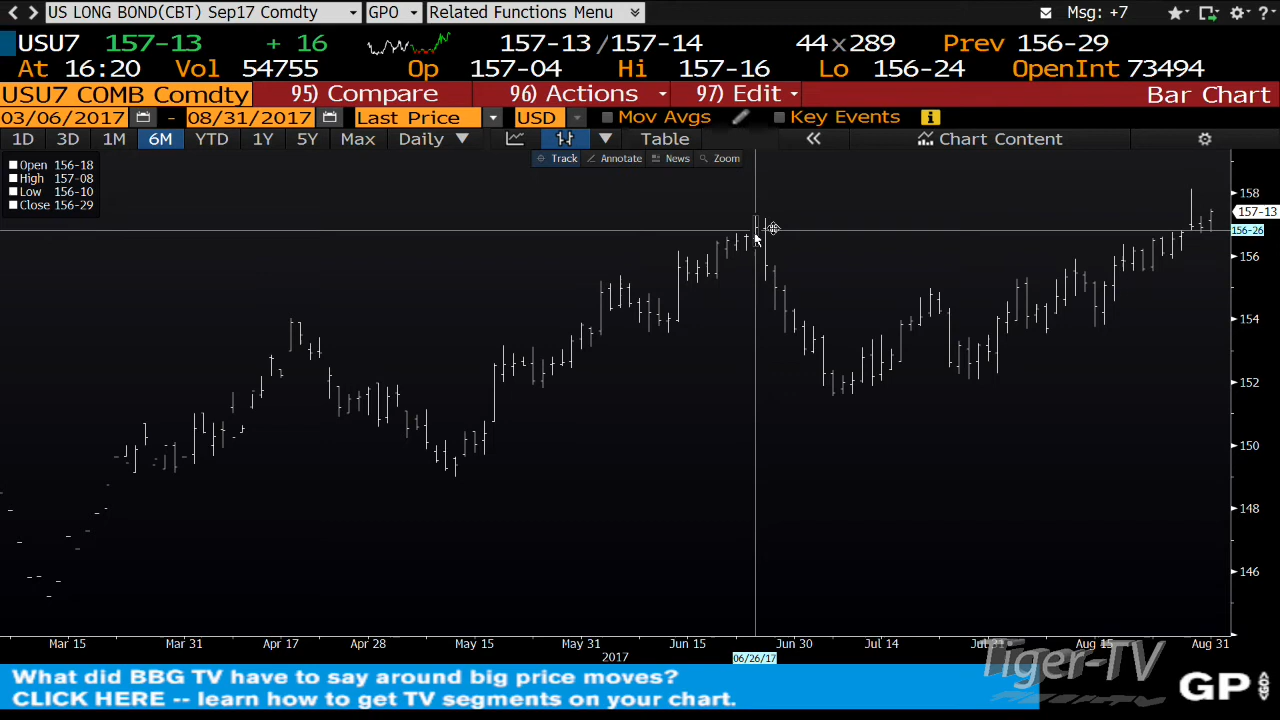 US LONG BOND(CBT) Sep17 Comdty GPO Related Functions Menu Msg: +7 ?
USU7 157-13 + 16 157-13/157-14 44x289 Prev 156-29
At 16:20 Vol 54755 Op 157-04 Hi 157-16 Lo 156-24 OpenInt 73494
USU7 COMB Comdty 95) Compare 96) Actions 97) Edit Bar Chart
03/06/2017 - 08/31/2017 Last Price USD Mov Avgs Key Events i
1D 3D 1M 6M YTD 1Y 5Y Max Daily Table Chart Content
Track Annotate News Zoom
Open 156-18
High 157-08
Low 156-10
Close 156-29
158
157-13
156-26
156
154
152
150
148
146
Mar 15 Mar 31 Apr 17 Apr 28 May 15 May 31 Jun 15 Jun 30 Jul 14 Jul 31 Aug 15 Aug 31
2017 06/26/17
Tiger-TV
What did BBG TV have to say around big price moves?
CLICK HERE -- learn how to get TV segments on your chart.
GP